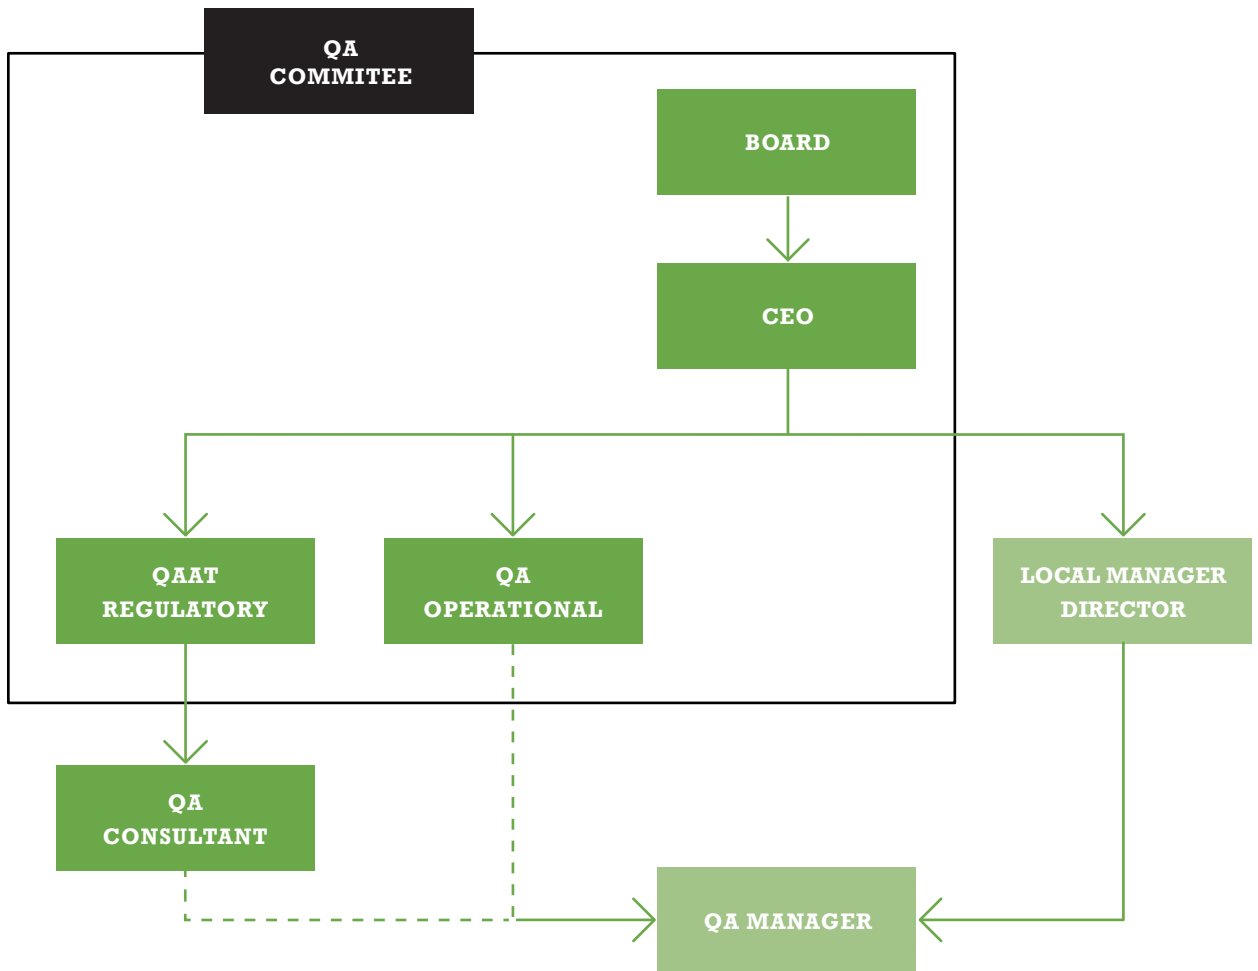 QA
COMMITEE
BOARD
CEO
QAAT
REGULATORY
QA
OPERATIONAL
LOCAL MANAGER
DIRECTOR
QA
CONSULTANT
QA MANAGER